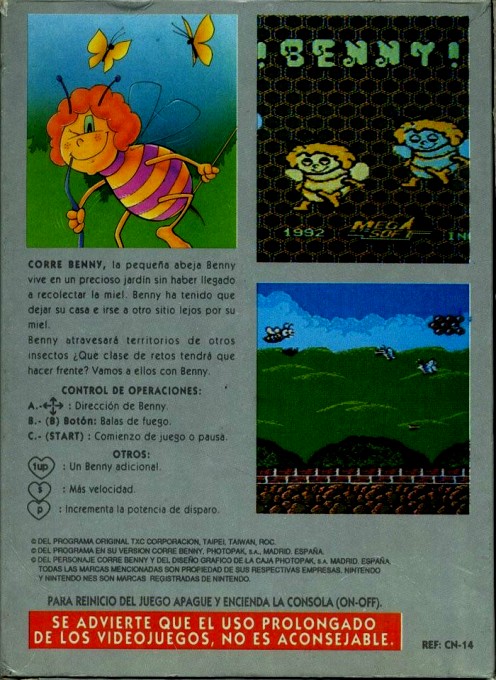 ¡BENNY!
1992 MEGA SOFT IN
CORRE BENNY, la pequeña abeja Benny
vive en un precioso jardín sin haber llegado
a recolectar la miel. Benny ha tenido que
dejar su casa e irse a otro sitio lejos por su
miel.
Benny atravesará territorios de otros
insectos ¿Que clase de retos tendrá que
hacer frente? Vamos a ellos con Benny.
CONTROL DE OPERACIONES:
A.- : Dirección de Benny.
B.- (B) Botón: Balas de fuego.
C.- (START) : Comienzo de juego o pausa.
OTROS:
1up : Un Benny adicional.
s : Más velocidad.
p : Incrementa la potencia de disparo.
© DEL PROGRAMA ORIGINAL TXC CORPORACION, TAIPEI, TAIWAN, ROC.
© DEL PROGRAMA EN SU VERSION CORRE BENNY. PHOTOPAK, S.A., MADRID. ESPAÑA.
© DEL PERSONAJE CORRE BENNY Y DEL DISEÑO GRAFICO DE LA CAJA PHOTOPAK, S.A. MADRID. ESPAÑA
TODAS LAS MARCAS MENCIONADAS SON PROPIEDAD DE SUS RESPECTIVAS EMPRESAS. NINTENDO
Y NINTENDO NES SON MARCAS REGISTRADAS DE NINTENDO.
PARA REINICIO DEL JUEGO APAGUE Y ENCIENDA LA CONSOLA (ON-OFF).
SE ADVIERTE QUE EL USO PROLONGADO
DE LOS VIDEOJUEGOS, NO ES ACONSEJABLE.
REF: CN-14